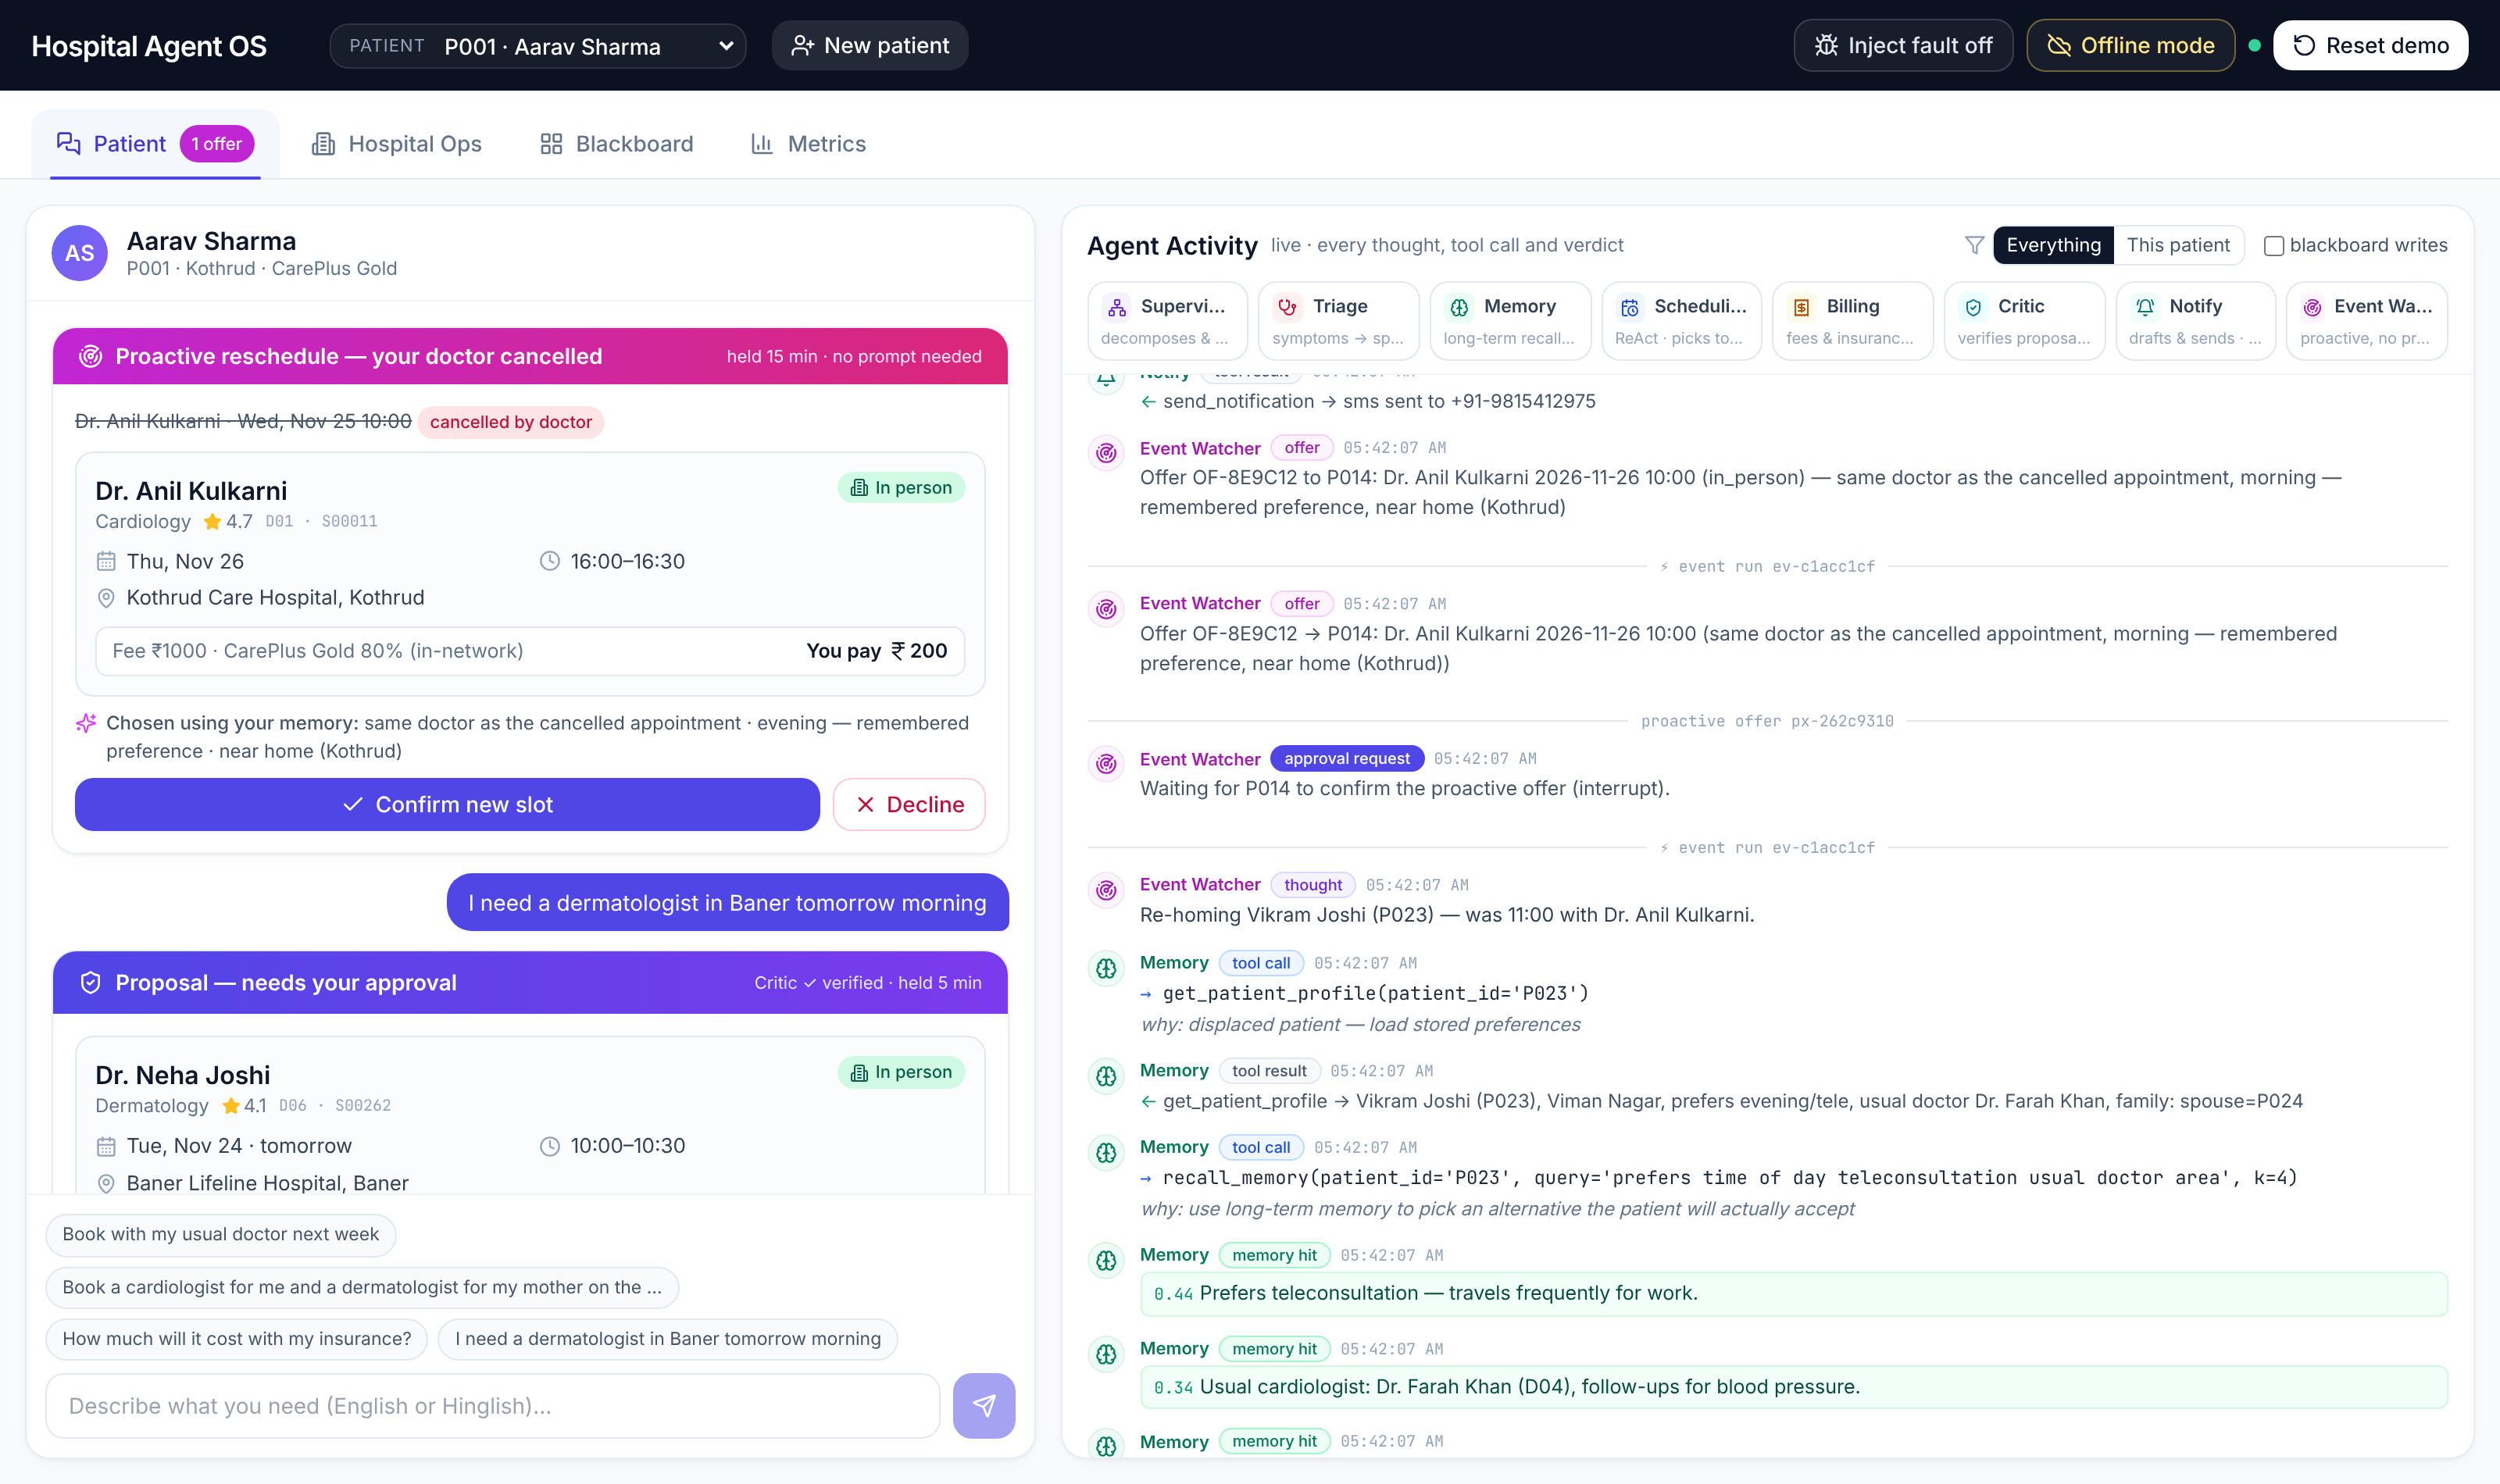 Hospital Agent OS
PATIENT P001 · Aarav Sharma
New patient
Inject fault off
Offline mode
Reset demo
Patient 1 offer
Hospital Ops
Blackboard
Metrics
AS
Aarav Sharma
P001 · Kothrud · CarePlus Gold
Proactive reschedule — your doctor cancelled
held 15 min · no prompt needed
Dr. Anil Kulkarni · Wed, Nov 25 10:00 cancelled by doctor
Dr. Anil Kulkarni
In person
Cardiology 4.7 D01 · S00011
Thu, Nov 26
16:00–16:30
Kothrud Care Hospital, Kothrud
Fee ₹1000 · CarePlus Gold 80% (in-network)
You pay ₹ 200
Chosen using your memory: same doctor as the cancelled appointment · evening — remembered
preference · near home (Kothrud)
Confirm new slot
Decline
I need a dermatologist in Baner tomorrow morning
Proposal — needs your approval
Critic ✓ verified · held 5 min
Dr. Neha Joshi
In person
Dermatology 4.1 D06 · S00262
Tue, Nov 24 · tomorrow
10:00–10:30
Baner Lifeline Hospital, Baner
Book with my usual doctor next week
Book a cardiologist for me and a dermatologist for my mother on the ...
How much will it cost with my insurance?
I need a dermatologist in Baner tomorrow morning
Describe what you need (English or Hinglish)...
Agent Activity live · every thought, tool call and verdict
Everything
This patient
blackboard writes
Supervi...
decomposes & ...
Triage
symptoms → sp...
Memory
long-term recall...
Scheduli...
ReAct · picks to...
Billing
fees & insuranc...
Critic
verifies proposa...
Notify
drafts & sends · ...
Event Wa...
proactive, no pr...
Notify tool result 05:42:07 AM
← send_notification → sms sent to +91-9815412975
Event Watcher offer 05:42:07 AM
Offer OF-8E9C12 to P014: Dr. Anil Kulkarni 2026-11-26 10:00 (in_person) — same doctor as the cancelled appointment, morning —
remembered preference, near home (Kothrud)
⚡ event run ev-c1acc1cf
Event Watcher offer 05:42:07 AM
Offer OF-8E9C12 → P014: Dr. Anil Kulkarni 2026-11-26 10:00 (same doctor as the cancelled appointment, morning — remembered
preference, near home (Kothrud))
proactive offer px-262c9310
Event Watcher approval request 05:42:07 AM
Waiting for P014 to confirm the proactive offer (interrupt).
⚡ event run ev-c1acc1cf
Event Watcher thought 05:42:07 AM
Re-homing Vikram Joshi (P023) — was 11:00 with Dr. Anil Kulkarni.
Memory tool call 05:42:07 AM
→ get_patient_profile(patient_id='P023')
why: displaced patient — load stored preferences
Memory tool result 05:42:07 AM
← get_patient_profile → Vikram Joshi (P023), Viman Nagar, prefers evening/tele, usual doctor Dr. Farah Khan, family: spouse=P024
Memory tool call 05:42:07 AM
→ recall_memory(patient_id='P023', query='prefers time of day teleconsultation usual doctor area', k=4)
why: use long-term memory to pick an alternative the patient will actually accept
Memory memory hit 05:42:07 AM
0.44 Prefers teleconsultation — travels frequently for work.
Memory memory hit 05:42:07 AM
0.34 Usual cardiologist: Dr. Farah Khan (D04), follow-ups for blood pressure.
Memory memory hit 05:42:07 AM